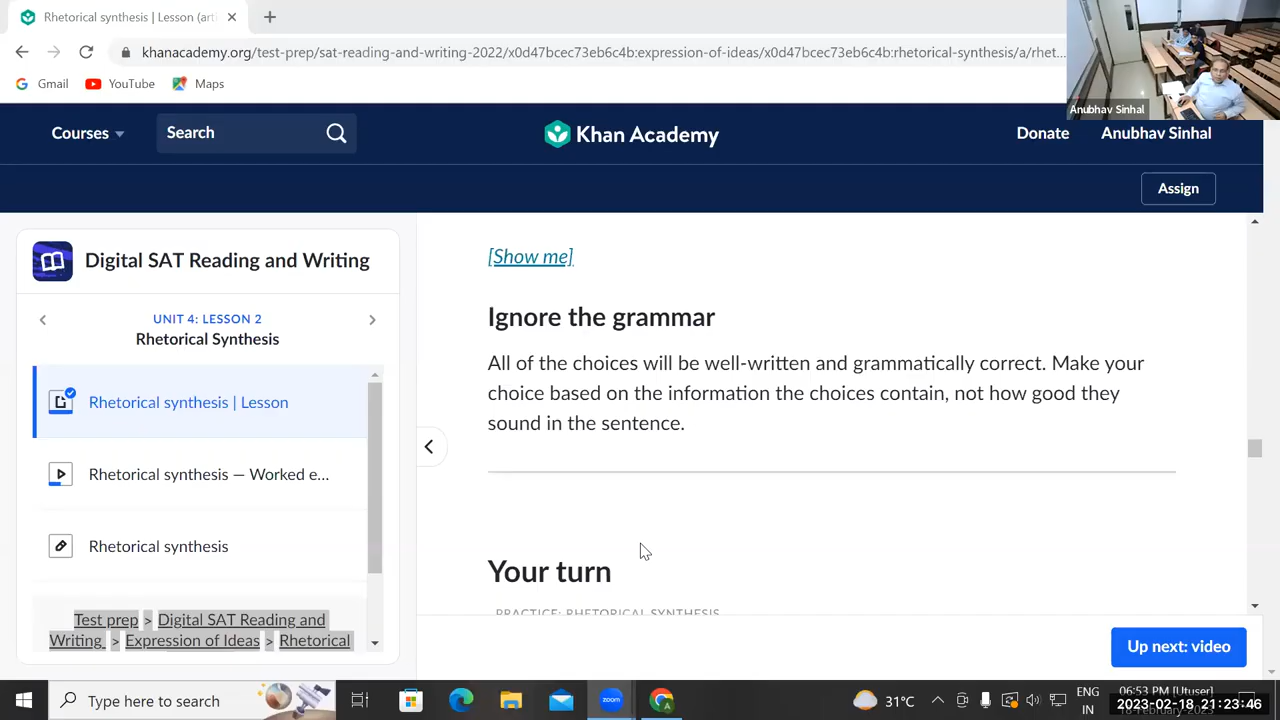 Rhetorical synthesis | Lesson (arti
khanacademy.org/test-prep/sat-reading-and-writing-2022/x0d47bcec73eb6c4b:expression-of-ideas/x0d47bcec73eb6c4b:rhetorical-synthesis/a/rhet...
Gmail YouTube Maps
Anubhav Sinhal
Courses Search Khan Academy Donate Anubhav Sinhal
Assign
Digital SAT Reading and Writing
UNIT 4: LESSON 2
Rhetorical Synthesis
Rhetorical synthesis | Lesson
Rhetorical synthesis — Worked e...
Rhetorical synthesis
Test prep > Digital SAT Reading and
Writing > Expression of Ideas > Rhetorical
[Show me]
Ignore the grammar
All of the choices will be well-written and grammatically correct. Make your
choice based on the information the choices contain, not how good they
sound in the sentence.
Your turn
PRACTICE: RHETORICAL SYNTHESIS
Up next: video
Type here to search
zoom
31°C
ENG
IN
06:53 PM [Utuser]
2023-02-18 21:23:46